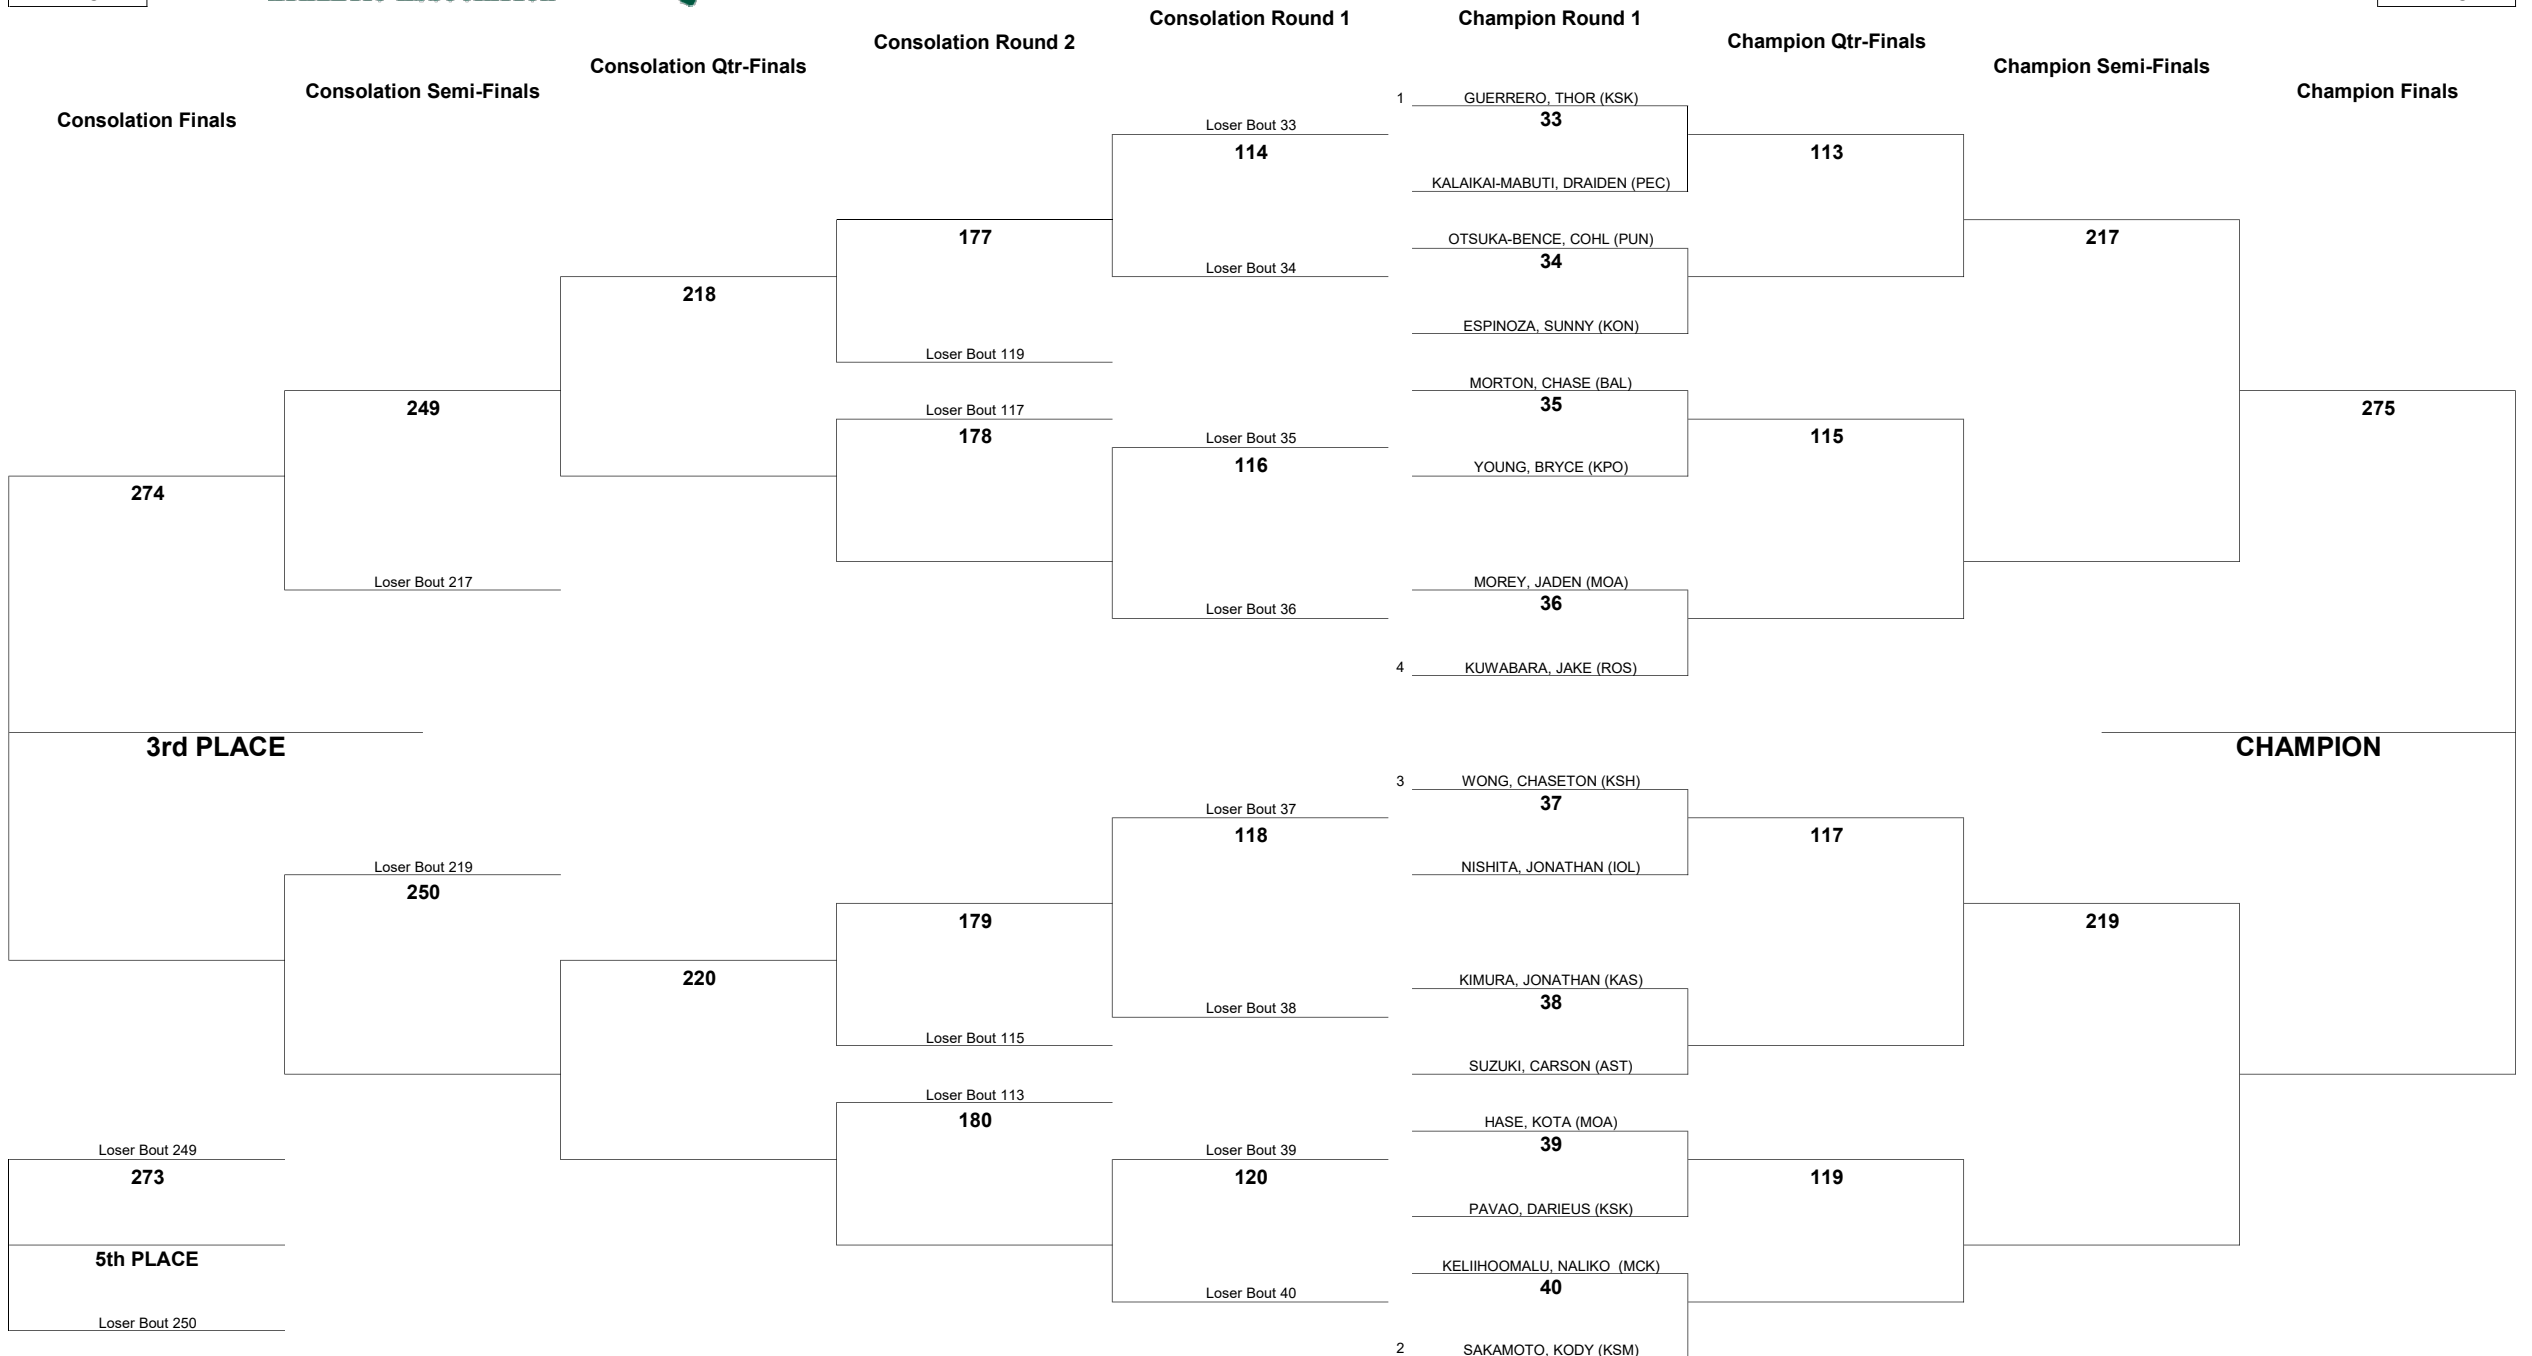 Consolation Round 1
Champion Round 1
Consolation Round 2
Champion Qtr-Finals
Consolation Qtr-Finals
Champion Semi-Finals
Consolation Semi-Finals
Champion Finals
Consolation Finals
1 GUERRERO, THOR (KSK)
33
Loser Bout 33
114
113
KALAIKAI-MABUTI, DRAIDEN (PEC)
177
OTSUKA-BENCE, COHL (PUN)
217
34
Loser Bout 34
218
ESPINOZA, SUNNY (KON)
Loser Bout 119
MORTON, CHASE (BAL)
249
Loser Bout 117
35
275
178
Loser Bout 35
115
116
YOUNG, BRYCE (KPO)
274
Loser Bout 217
MOREY, JADEN (MOA)
36
Loser Bout 36
4 KUWABARA, JAKE (ROS)
3rd PLACE
CHAMPION
3 WONG, CHASETON (KSH)
37
Loser Bout 37
118
117
Loser Bout 219
NISHITA, JONATHAN (IOL)
250
179
219
220
KIMURA, JONATHAN (KAS)
38
Loser Bout 38
Loser Bout 115
SUZUKI, CARSON (AST)
Loser Bout 113
180
HASE, KOTA (MOA)
39
Loser Bout 249
Loser Bout 39
273
120
119
PAVAO, DARIEUS (KSK)
5th PLACE
KELIIHOOMALU, NALIKO (MCK)
40
Loser Bout 40
Loser Bout 250
2 SAKAMOTO, KODY (KSM)